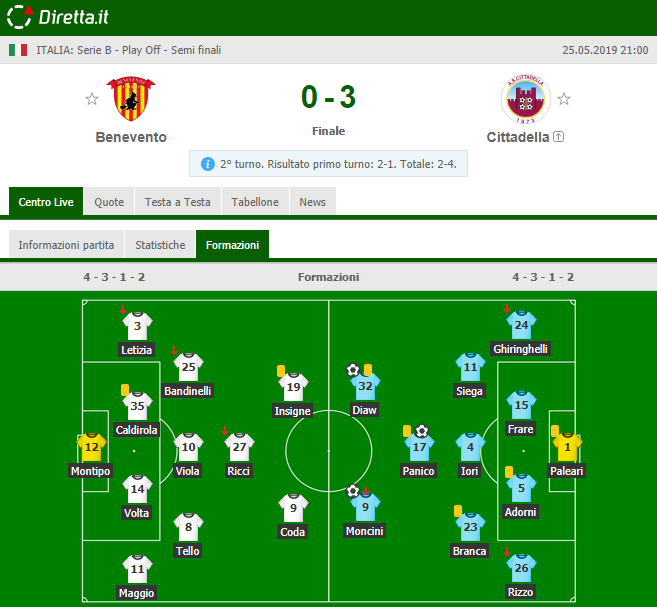 Diretta.it
ITALIA: Serie B - Play Off - Semi finali
25.05.2019 21:00
BENEVENTO
A.S. CITTADELLA
1973
0 - 3
Finale
Benevento
Cittadella
2° turno. Risultato primo turno: 2-1. Totale: 2-4.
Centro Live
Quote
Testa a Testa
Tabellone
News
Informazioni partita
Statistiche
Formazioni
4 - 3 - 1 - 2
Formazioni
4 - 3 - 1 - 2
3
Letizia
25
Bandinelli
35
Caldirola
19
Insigne
12
Montipo
10
Viola
27
Ricci
14
Volta
9
Coda
8
Tello
11
Maggio
24
Ghiringhelli
11
Siega
32
Diaw
15
Frare
17
Panico
4
Iori
1
Paleari
5
Adorni
9
Moncini
23
Branca
26
Rizzo